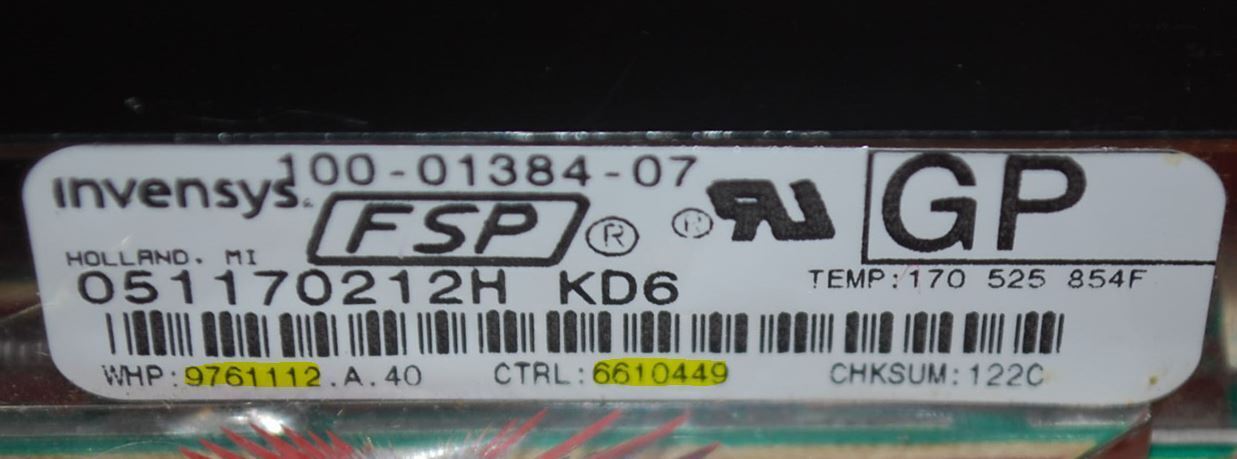 invensys® 100-01384-07
FSP® ®UR GP
HOLLAND, MI
051170212H KD6 TEMP:170 525 854F
WHP:9761112.A.40 CTRL:6610449 CHKSUM:122C